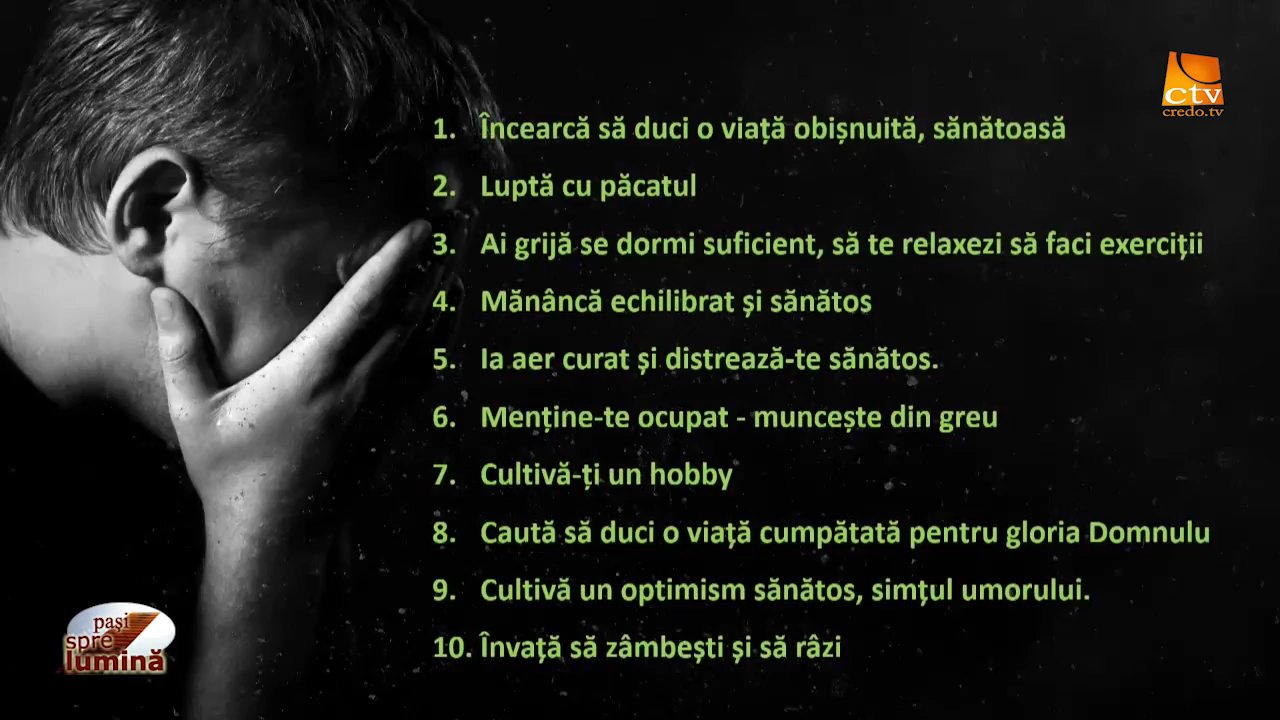 ctv
credo.tv
1. Încearcă să duci o viață obișnuită, sănătoasă
2. Luptă cu păcatul
3. Ai grijă se dormi suficient, să te relaxezi să faci exerciții
4. Mănâncă echilibrat și sănătos
5. Ia aer curat și distrează-te sănătos.
6. Menține-te ocupat - muncește din greu
7. Cultivă-ți un hobby
8. Caută să duci o viață cumpătată pentru gloria Domnulu
9. Cultivă un optimism sănătos, simțul umorului.
10. Învață să zâmbești și să râzi
pași
spre
lumină